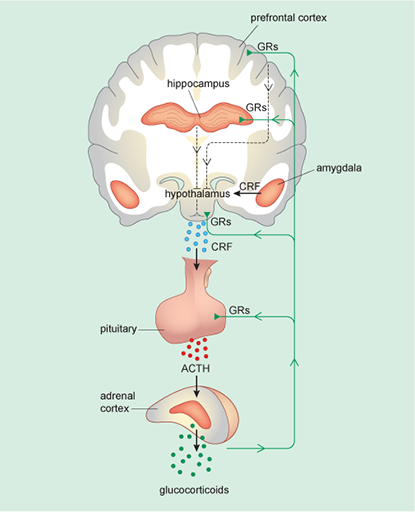 prefrontal cortex
GRs
hippocampus
GRs
amygdala
CRF
hypothalamus
GRs
CRF
GRs
pituitary
ACTH
adrenal
cortex
glucocorticoids